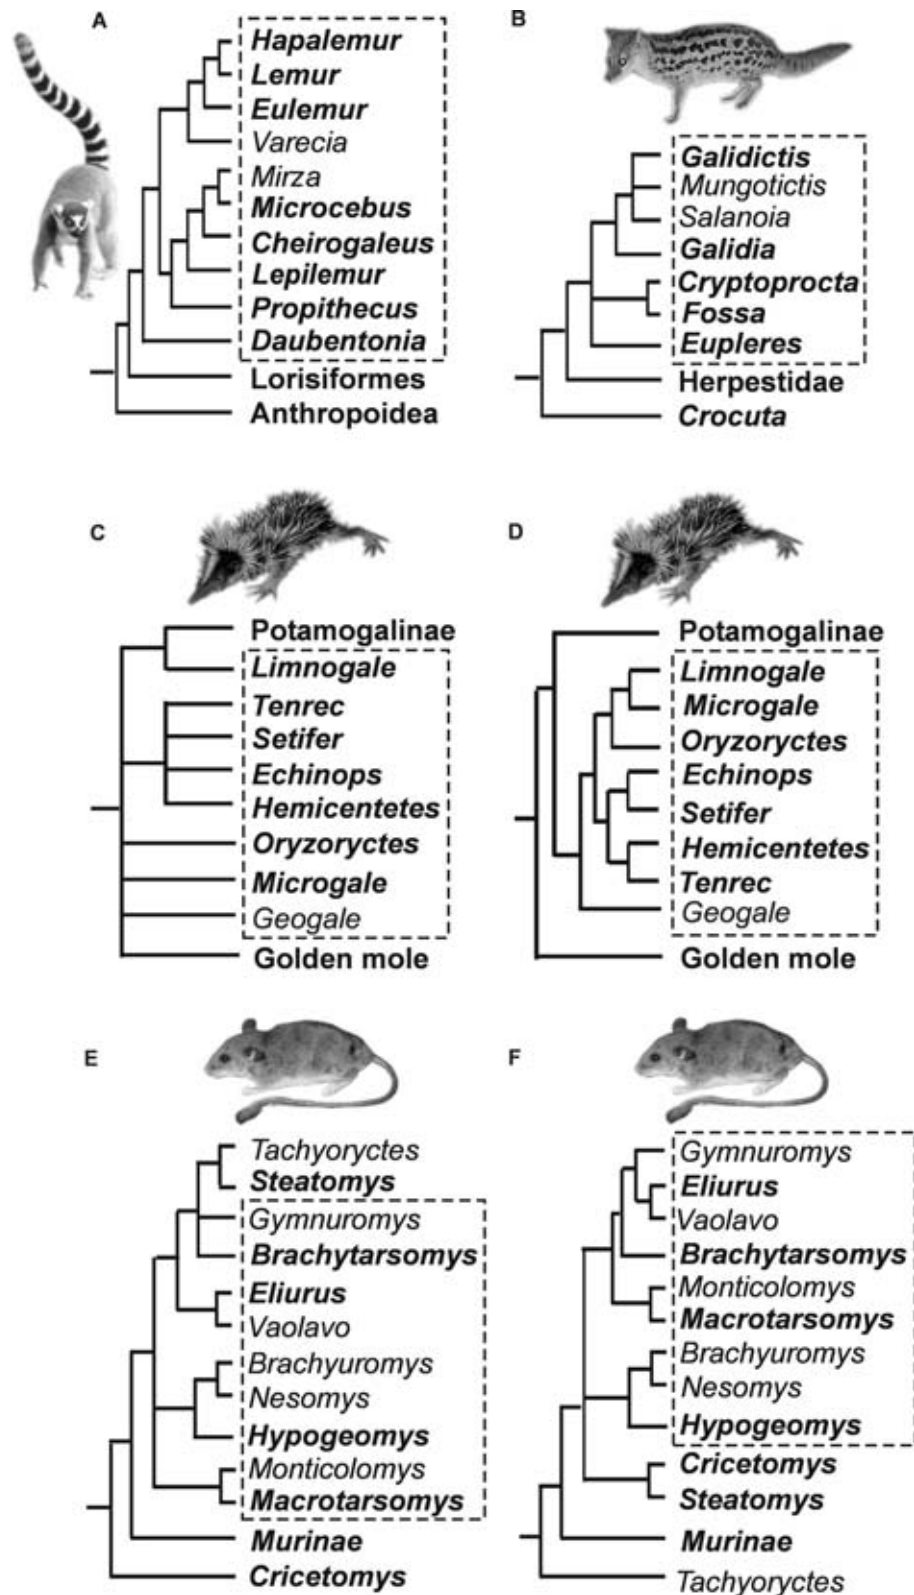 A
Hapalemur
Lemur
Eulemur
Varecia
Mirza
Microcebus
Cheirogaleus
Lepilemur
Propithecus
Daubentonia
Lorisiformes
Anthropoidea
B
Galidictis
Mungotictis
Salanoia
Galidia
Cryptoprocta
Fossa
Eupleres
Herpestidae
Crocuta
C
Potamogalinae
Limnogale
Tenrec
Setifer
Echinops
Hemicentetes
Oryzoryctes
Microgale
Geogale
Golden mole
D
Potamogalinae
Limnogale
Microgale
Oryzoryctes
Echinops
Setifer
Hemicentetes
Tenrec
Geogale
Golden mole
E
Tachyoryctes
Steatomys
Gymnuromys
Brachytarsomys
Eliurus
Vaolavo
Brachyuromys
Nesomys
Hypogeomys
Monticolomys
Macrotarsomys
Murinae
Cricetomys
F
Gymnuromys
Eliurus
Vaolavo
Brachytarsomys
Monticolomys
Macrotarsomys
Brachyuromys
Nesomys
Hypogeomys
Cricetomys
Steatomys
Murinae
Tachyoryctes